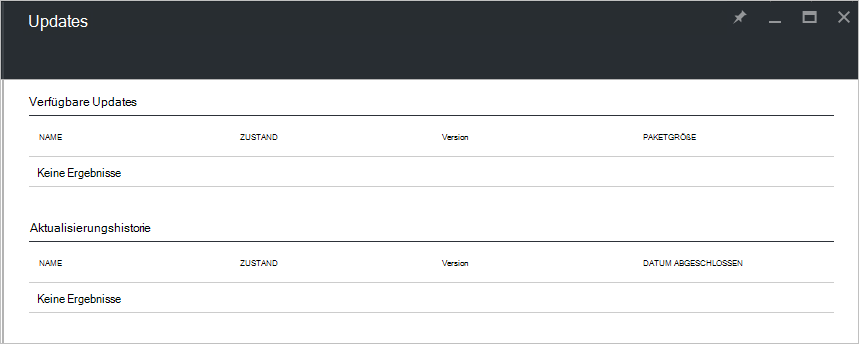 Updates
Verfügbare Updates
NAME ZUSTAND Version PAKETGRÖßE
Keine Ergebnisse
Aktualisierungshistorie
NAME ZUSTAND Version DATUM ABGESCHLOSSEN
Keine Ergebnisse